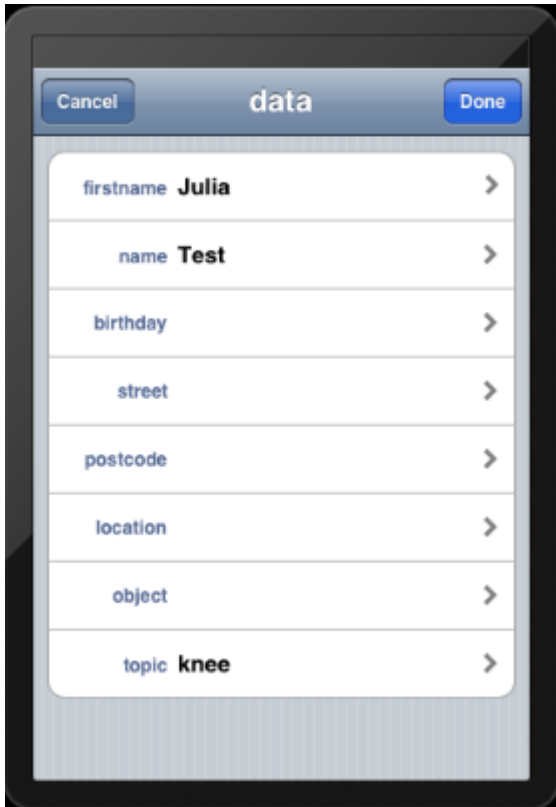 Cancel data Done
firstname Julia
name Test
birthday
street
postcode
location
object
topic knee